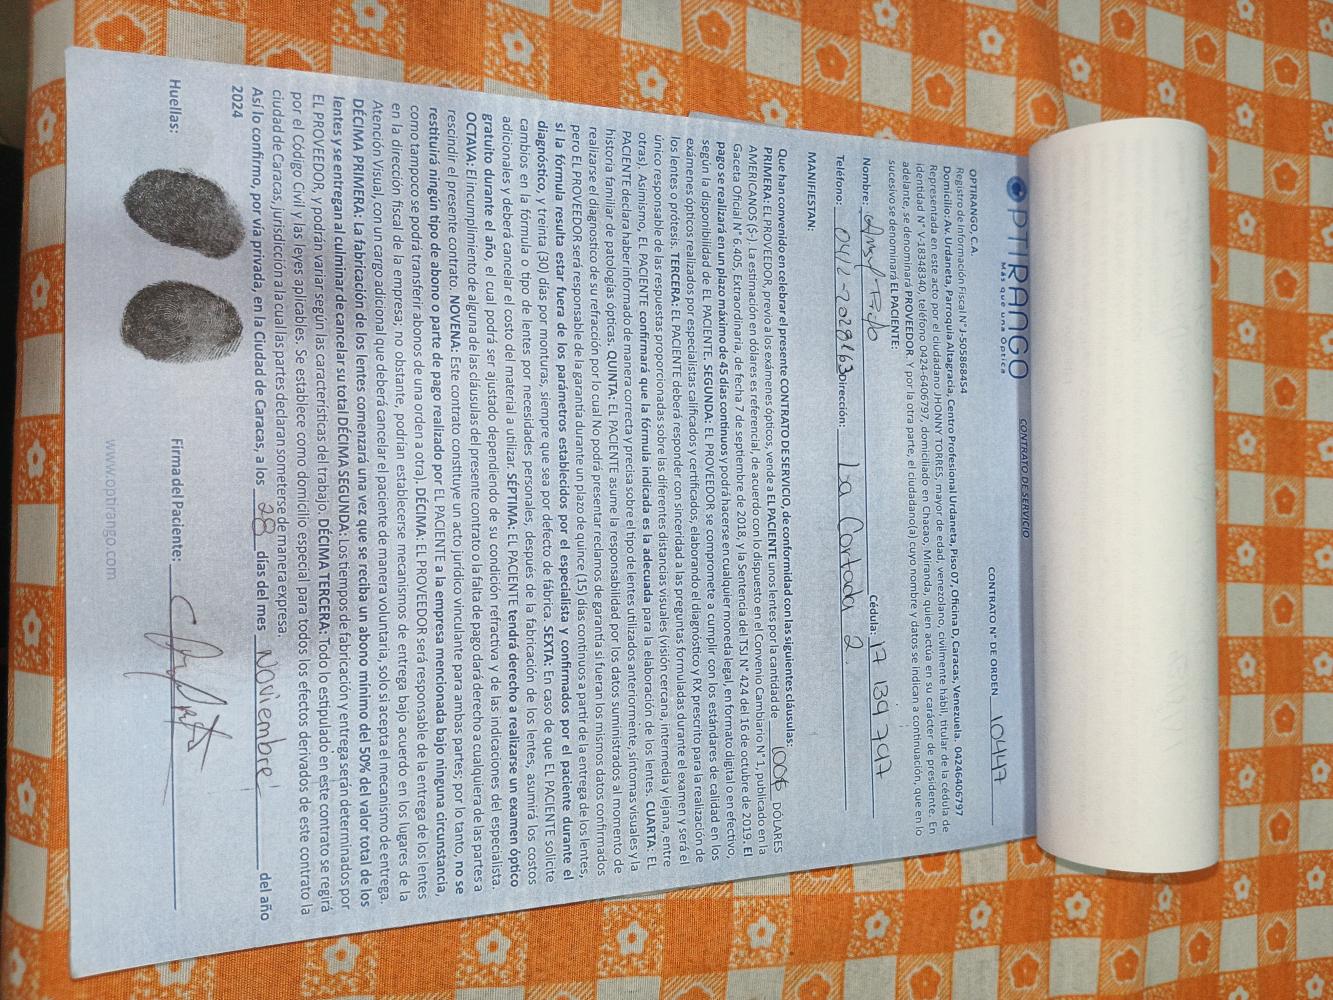 OPTIRANGO
Más que una Óptica
CONTRATO DE SERVICIO
CONTRATO N° DE ORDEN 10447
OPTIRANGO, C.A.
Registro de Información Fiscal N° J-505868454
Domicilio: Av. Urdaneta, Parroquia Altagracia, Centro Profesional Urdaneta, Piso 07, Oficina D, Caracas, Venezuela. 04246406797
Representada en este acto por el ciudadano JHONNY TORRES, mayor de edad, venezolano, civilmente hábil, titular de la cédula de
identidad N° V-18348340, teléfono 0424-6406797, domiciliado en Chacao, Miranda, quien actúa en su carácter de presidente. En
adelante, se denominará PROVEEDOR. Y por la otra parte, el ciudadano(a) cuyo nombre y datos se indican a continuación, que en lo
sucesivo se denominará EL PACIENTE:
Nombre: Cédula: 17 139 747
Teléfono: 0412-7029163 Dirección: La Cortada 2
MANIFIESTAN:
Que han convenido en celebrar el presente CONTRATO DE SERVICIO, de conformidad con las siguientes cláusulas:
PRIMERA: EL PROVEEDOR, previo a los exámenes ópticos, vende a EL PACIENTE unos lentes por la cantidad de 100$ DÓLARES
AMERICANOS ($-). La estimación en dólares es referencial, de acuerdo con lo dispuesto en el Convenio Cambiario N° 1, publicado en la
Gaceta Oficial N° 6.405, Extraordinaria, de fecha 7 de septiembre de 2018, y la Sentencia del TSJ N° 424 del 16 de octubre de 2019. El
pago se realizará en un plazo máximo de 45 días continuos y podrá hacerse en cualquier moneda legal, en formato digital o en efectivo,
según la disponibilidad de EL PACIENTE. SEGUNDA: EL PROVEEDOR se compromete a cumplir con los estándares de calidad en los
exámenes ópticos realizados por especialistas calificados y certificados, elaborando el diagnóstico y RX prescrito para la realización de
los lentes o prótesis. TERCERA: EL PACIENTE deberá responder con sinceridad a las preguntas formuladas durante el examen y será el
único responsable de las respuestas proporcionadas sobre las diferentes distancias visuales (visión cercana, intermedia y lejana, entre
otras). Asimismo, EL PACIENTE confirmará que la fórmula indicada es la adecuada para la elaboración de los lentes. CUARTA: EL
PACIENTE declara haber informado de manera correcta y precisa sobre el tipo de lentes utilizados anteriormente, síntomas visuales y la
historia familiar de patologías ópticas. QUINTA: EL PACIENTE asume la responsabilidad por los datos suministrados al momento de
realizarse el diagnostico de su refracción por lo cual No podrá presentar reclamos de garantía si fueran los mismos datos confirmados
pero EL PROVEEDOR será responsable de la garantía durante un plazo de quince (15) días continuos a partir de la entrega de los lentes,
si la fórmula resulta estar fuera de los parámetros establecidos por el especialista y confirmados por el paciente durante el
diagnóstico, y treinta (30) días por monturas, siempre que sea por defecto de fábrica. SEXTA: En caso de que EL PACIENTE solicite
cambios en la fórmula o tipo de lentes por necesidades personales, después de la fabricación de los lentes, asumirá los costos
adicionales y deberá cancelar el costo del material a utilizar. SÉPTIMA: EL PACIENTE tendrá derecho a realizarse un examen óptico
gratuito durante el año, el cual podrá ser ajustado dependiendo de su condición refractiva y de las indicaciones del especialista.
OCTAVA: El incumplimiento de alguna de las cláusulas del presente contrato o la falta de pago dará derecho a cualquiera de las partes a
rescindir el presente contrato. NOVENA: Este contrato constituye un acto jurídico vinculante para ambas partes; por lo tanto, no se
restituirá ningún tipo de abono o parte de pago realizado por EL PACIENTE a la empresa mencionada bajo ninguna circunstancia,
como tampoco se podrá transferir abonos de una orden a otra). DÉCIMA: EL PROVEEDOR será responsable de la entrega de los lentes
en la dirección fiscal de la empresa; no obstante, podrían establecerse mecanismos de entrega bajo acuerdo en los lugares de la
Atención Visual, con un cargo adicional que deberá cancelar el paciente de manera voluntaria, solo si acepta el mecanismo de entrega.
DÉCIMA PRIMERA: La fabricación de los lentes comenzará una vez que se reciba un abono mínimo del 50% del valor total de los
lentes y se entregan al culminar de cancelar su total DÉCIMA SEGUNDA: Los tiempos de fabricación y entrega serán determinados por
EL PROVEEDOR, y podrán variar según las características del trabajo. DÉCIMA TERCERA: Todo lo estipulado en este contrato se regirá
por el Código Civil y las leyes aplicables. Se establece como domicilio especial para todos los efectos derivados de este contrato la
ciudad de Caracas, jurisdicción a la cual las partes declaran someterse de manera expresa.
Así lo confirmo, por vía privada, en la Ciudad de Caracas, a los 28 días del mes Noviembre del año
2024
Huellas: Firma del Paciente:
www.optirango.com